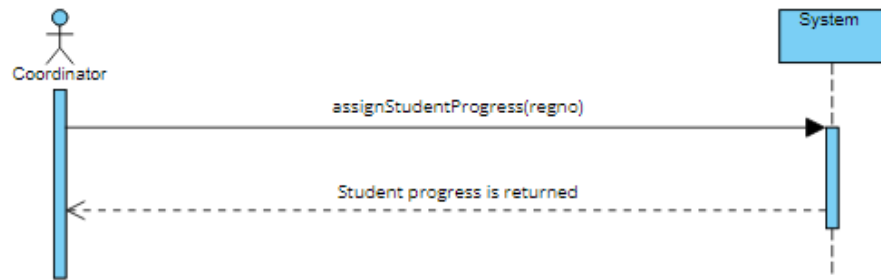 System
Coordinator
assignStudentProgress(regno)
Student progress is returned